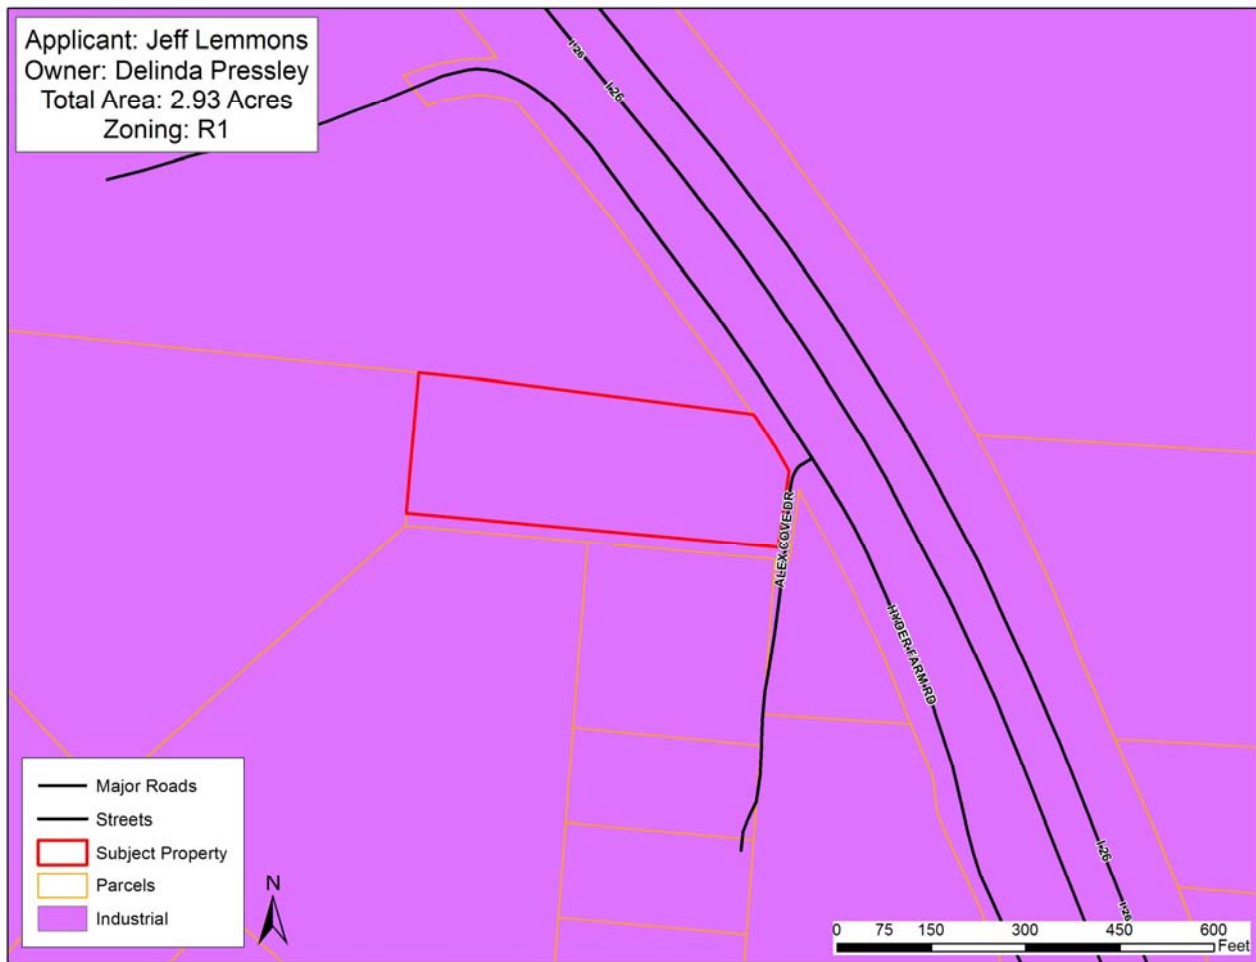 Applicant: Jeff Lemmons
Owner: Delinda Pressley
Total Area: 2.93 Acres
Zoning: R1
I-26
I-26
ALEX COVE DR
HYDER FARM RD
I-26
I-26
Major Roads
Streets
Subject Property
Parcels
Industrial
N
0 75 150 300 450 600
Feet